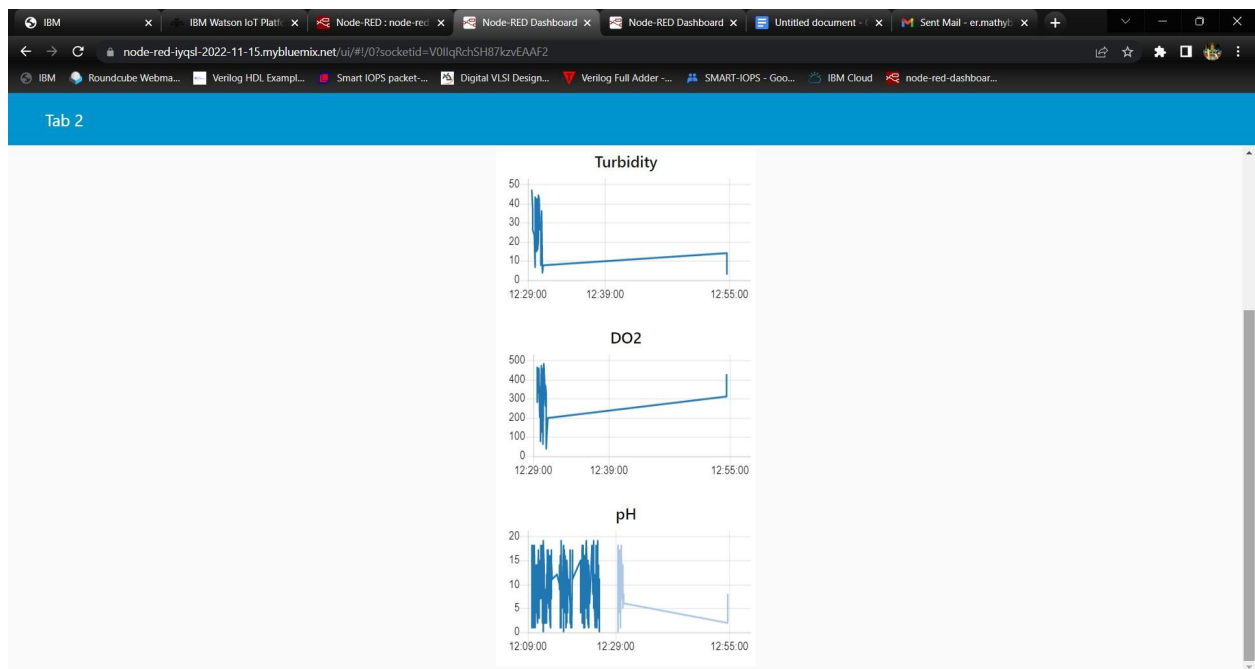 IBM
IBM Watson IoT Platf
Node-RED : node-red
Node-RED Dashboard
Node-RED Dashboard
Untitled document -
Sent Mail - er.mathyb
node-red-iyqsl-2022-11-15.mybluemix.net/ui/#!/0?socketid=V0IIqRchSH87kzvEAAF2
IBM
Roundcube Webma...
Verilog HDL Exampl...
Smart IOPS packet-...
Digital VLSI Design...
Verilog Full Adder -...
SMART-IOPS - Goo...
IBM Cloud
node-red-dashboar...
Tab 2
Turbidity
50
40
30
20
10
0
12:29:00 12:39:00 12:55:00
DO2
500
400
300
200
100
0
12:29:00 12:39:00 12:55:00
pH
20
15
10
5
0
12:09:00 12:29:00 12:55:00